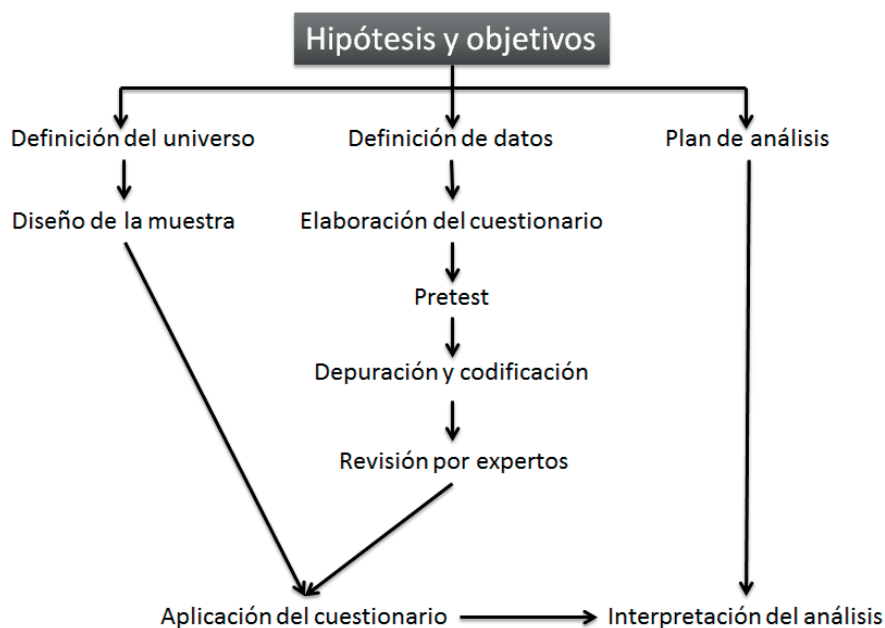 Hipótesis y objetivos
Definición del universo
Definición de datos
Plan de análisis
Diseño de la muestra
Elaboración del cuestionario
Pretest
Depuración y codificación
Revisión por expertos
Aplicación del cuestionario
Interpretación del análisis